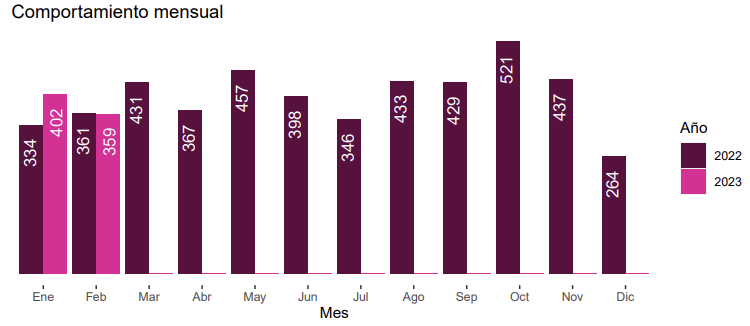 Comportamiento mensual
334 402 361 359 431 367 457 398 346 433 429 521 437 264
Ene Feb Mar Abr May Jun Jul Ago Sep Oct Nov Dic
Mes
Año
2022
2023